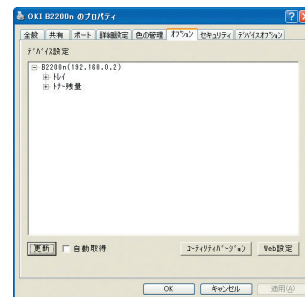 OKI B2200n のプロパティ
全般 共有 ポート 詳細設定 色の管理 オプション セキュリティ デバイスオプション
デバイス設定
B2200n(192.168.0.2)
トレイ
トナー残量
更新 自動取得 ユーティリティバージョン Web設定
OK キャンセル 適用(A)